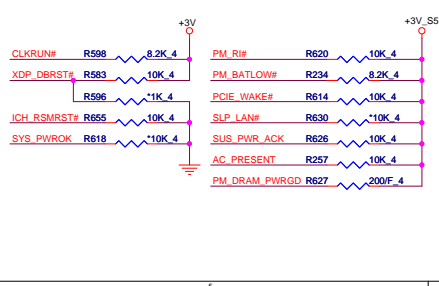 +3V
CLKRUN# R598 8.2K_4
XDP_DBRST# R583 10K_4
R596 *1K_4
ICH_RSMRST# R655 10K_4
SYS_PWROK R618 *10K_4
+3V_S5
PM_RI# R620 10K_4
PM_BATLOW# R234 8.2K_4
PCIE_WAKE# R614 10K_4
SLP_LAN# R630 *10K_4
SUS_PWR_ACK R626 10K_4
AC_PRESENT R257 10K_4
PM_DRAM_PWRGD R627 200/F_4